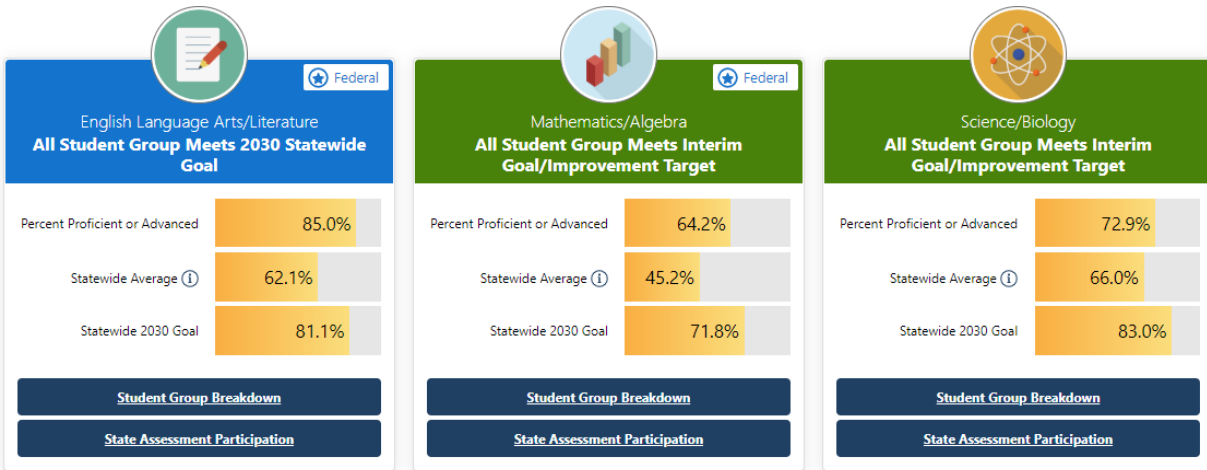 Federal
English Language Arts/Literature
All Student Group Meets 2030 Statewide
Goal
Percent Proficient or Advanced
85.0%
Statewide Average i
62.1%
Statewide 2030 Goal
81.1%
Student Group Breakdown
State Assessment Participation
Federal
Mathematics/Algebra
All Student Group Meets Interim
Goal/Improvement Target
Percent Proficient or Advanced
64.2%
Statewide Average i
45.2%
Statewide 2030 Goal
71.8%
Student Group Breakdown
State Assessment Participation
Science/Biology
All Student Group Meets Interim
Goal/Improvement Target
Percent Proficient or Advanced
72.9%
Statewide Average i
66.0%
Statewide 2030 Goal
83.0%
Student Group Breakdown
State Assessment Participation